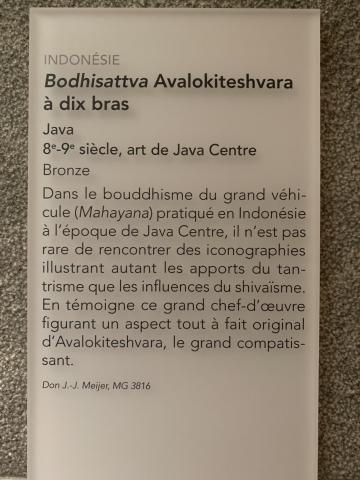 INDONÉSIE
Bodhisattva Avalokiteshvara
à dix bras
Java
8e-9e siècle, art de Java Centre
Bronze
Dans le bouddhisme du grand véhi-
cule (Mahayana) pratiqué en Indonésie
à l'époque de Java Centre, il n'est pas
rare de rencontrer des iconographies
illustrant autant les apports du tan-
trisme que les influences du shivaïsme.
En témoigne ce grand chef-d'œuvre
figurant un aspect tout à fait original
d'Avalokiteshvara, le grand compatis-
sant.
Don J.-J. Meijer, MG 3816